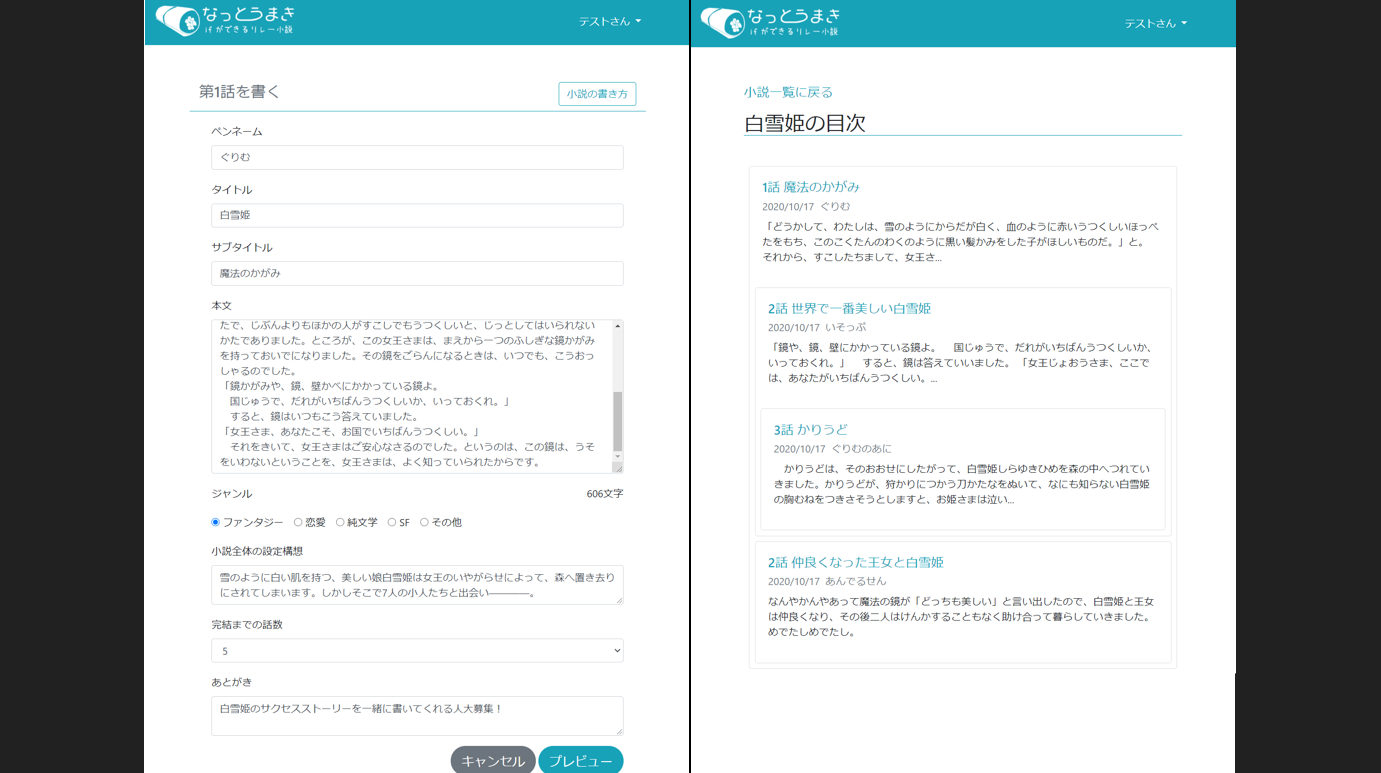 なっとうまき
ifができるリレー小説
テストさん
第1話を書く
小説の書き方
ペンネーム
ぐりむ
タイトル
白雪姫
サブタイトル
魔法のかがみ
本文
たで、じぶんよりもほかの人がすこしでもうつくしいと、じっとしてはいられない
かたでありました。ところが、この女王さまは、まえから一つのふしぎな鏡かがみ
を持っておいでになりました。その鏡をごらんになるときは、いつでも、こうおっ
しゃるのでした。
「鏡かがみや、鏡、壁かべにかかっている鏡よ。
国じゅうで、だれがいちばんうつくしいか、いっておくれ。」
すると、鏡はいつもこう答えていました。
「女王さま、あなたこそ、お国でいちばんうつくしい。」
それをきいて、女王さまはご安心なさるのでした。というのは、この鏡は、うそ
をいわないということを、女王さまは、よく知っていられたからです。
ジャンル
606文字
ファンタジー 恋愛 純文学 SF その他
小説全体の設定構想
雪のように白い肌を持つ、美しい娘白雪姫は女王のいやがらせによって、森へ置き去り
にされてしまいます。しかしそこで7人の小人たちと出会い————。
完結までの話数
5
あとがき
白雪姫のサクセスストーリーを一緒に書いてくれる人大募集！
キャンセル
プレビュー
なっとうまき
ifができるリレー小説
テストさん
小説一覧に戻る
白雪姫の目次
1話 魔法のかがみ
2020/10/17 ぐりむ
「どうかして、わたしは、雪のようにからだが白く、血のように赤いうつくしいほっぺ
たをもち、このこくたんのわくのように黒い髪かみをした子がほしいものだ。」と。
それから、すこしたちまして、女王さ...
2話 世界で一番美しい白雪姫
2020/10/17 いそっぷ
「鏡や、鏡、壁にかかっている鏡よ。 国じゅうで、だれがいちばんうつくしいか、
いっておくれ。」 すると、鏡は答えていいました。 「女王じょおうさま、ここで
は、あなたがいちばんうつくしい。...
3話 かりうど
2020/10/17 ぐりむのあに
かりうどは、そのおおせにしたがって、白雪姫しらゆきひめを森の中へつれてい
きました。かりうどが、狩かりにつかう刀かたなをぬいて、なにも知らない白雪姫
の胸むねをつきさそうとしますと、お姫さまは泣い...
2話 仲良くなった王女と白雪姫
2020/10/17 あんでるせん
なんやかんやあって魔法の鏡が「どっちも美しい」と言い出したので、白雪姫と王女
は仲良くなり、その後二人はけんかすることもなく助け合って暮らしていきました。
めでたしめでたし。